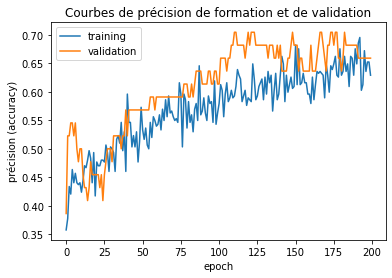 Courbes de précision de formation et de validation
training
validation
0.70
0.65
0.60
0.55
0.50
0.45
0.40
0.35
précision (accuracy)
0 25 50 75 100 125 150 175 200
epoch